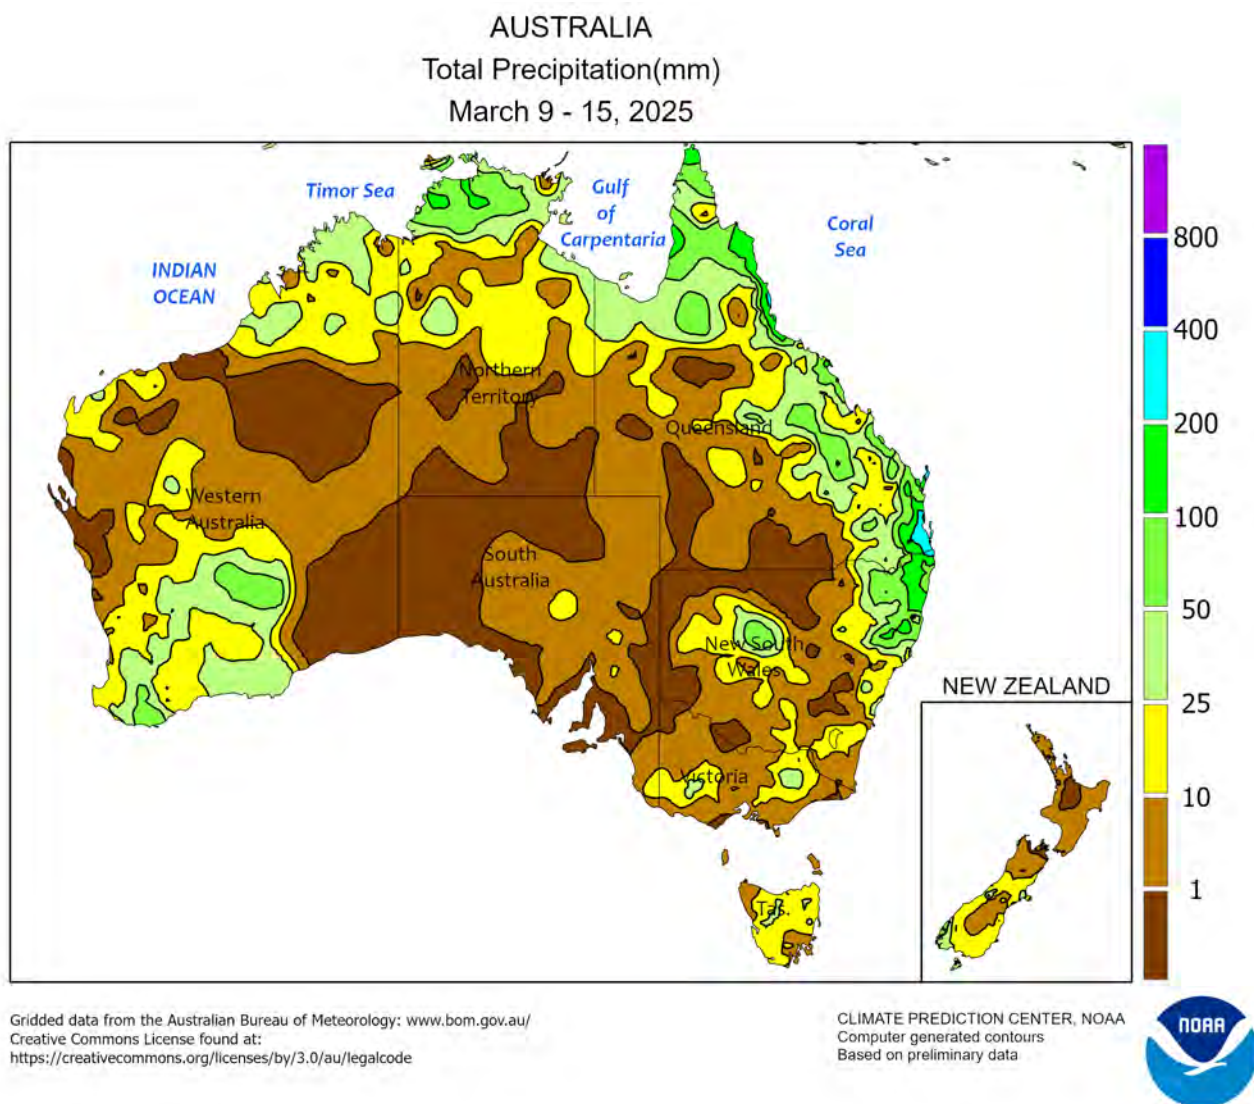 AUSTRALIA
Total Precipitation(mm)
March 9 - 15, 2025
Timor Sea
Gulf
of
Carpentaria
Coral
Sea
INDIAN
OCEAN
800
400
200
100
50
25
10
1
Northern
Territory
Queensland
Western
Australia
South
Australia
New South
Wales
Victoria
Tas.
NEW ZEALAND
Gridded data from the Australian Bureau of Meteorology: www.bom.gov.au/
Creative Commons License found at:
https://creativecommons.org/licenses/by/3.0/au/legalcode
CLIMATE PREDICTION CENTER, NOAA
Computer generated contours
Based on preliminary data
NOAA